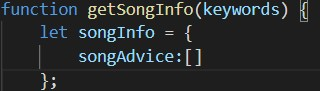 function getSongInfo(keywords) {
    let songInfo = {
        songAdvice:[]
    };